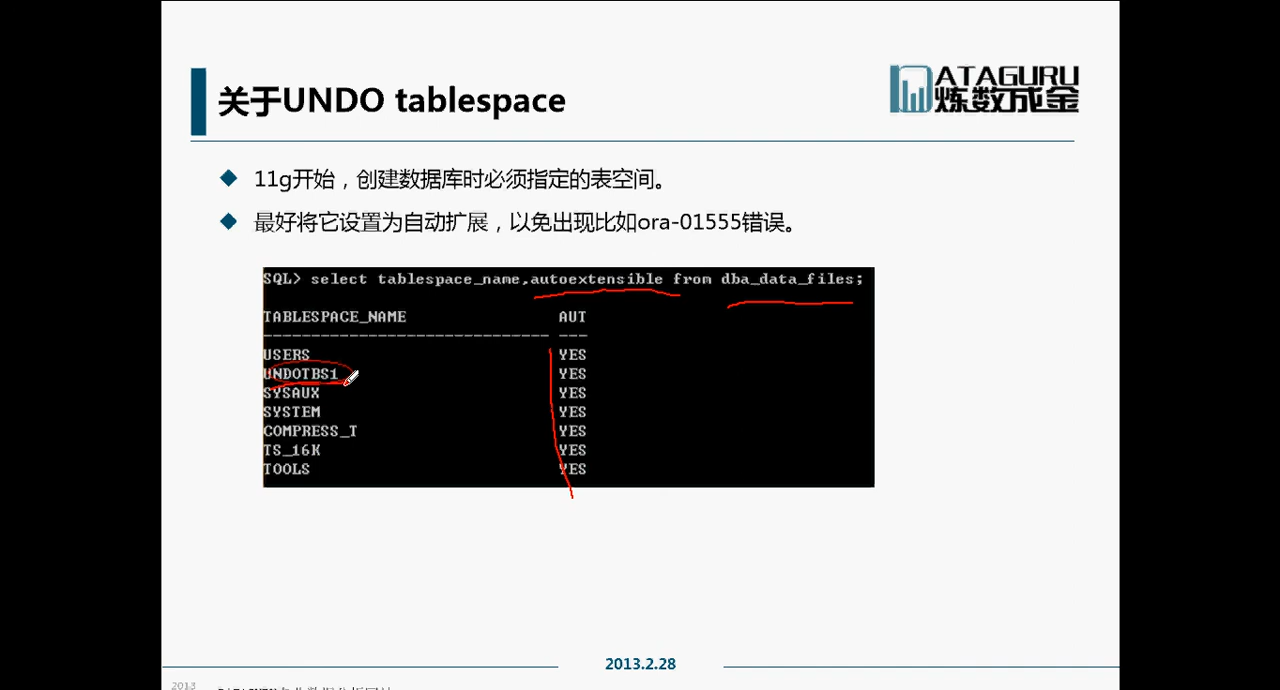 关于UNDO tablespace
ATAGURU
炼数成金
11g开始，创建数据库时必须指定的表空间。
最好将它设置为自动扩展，以免出现比如ora-01555错误。
SQL> select tablespace_name,autoextensible from dba_data_files;
TABLESPACE_NAME AUT
------------------------------ ---
USERS YES
UNDOTBS1 YES
SYSAUX YES
SYSTEM YES
COMPRESS_T YES
TS_16K YES
TOOLS YES
2013.2.28
2013